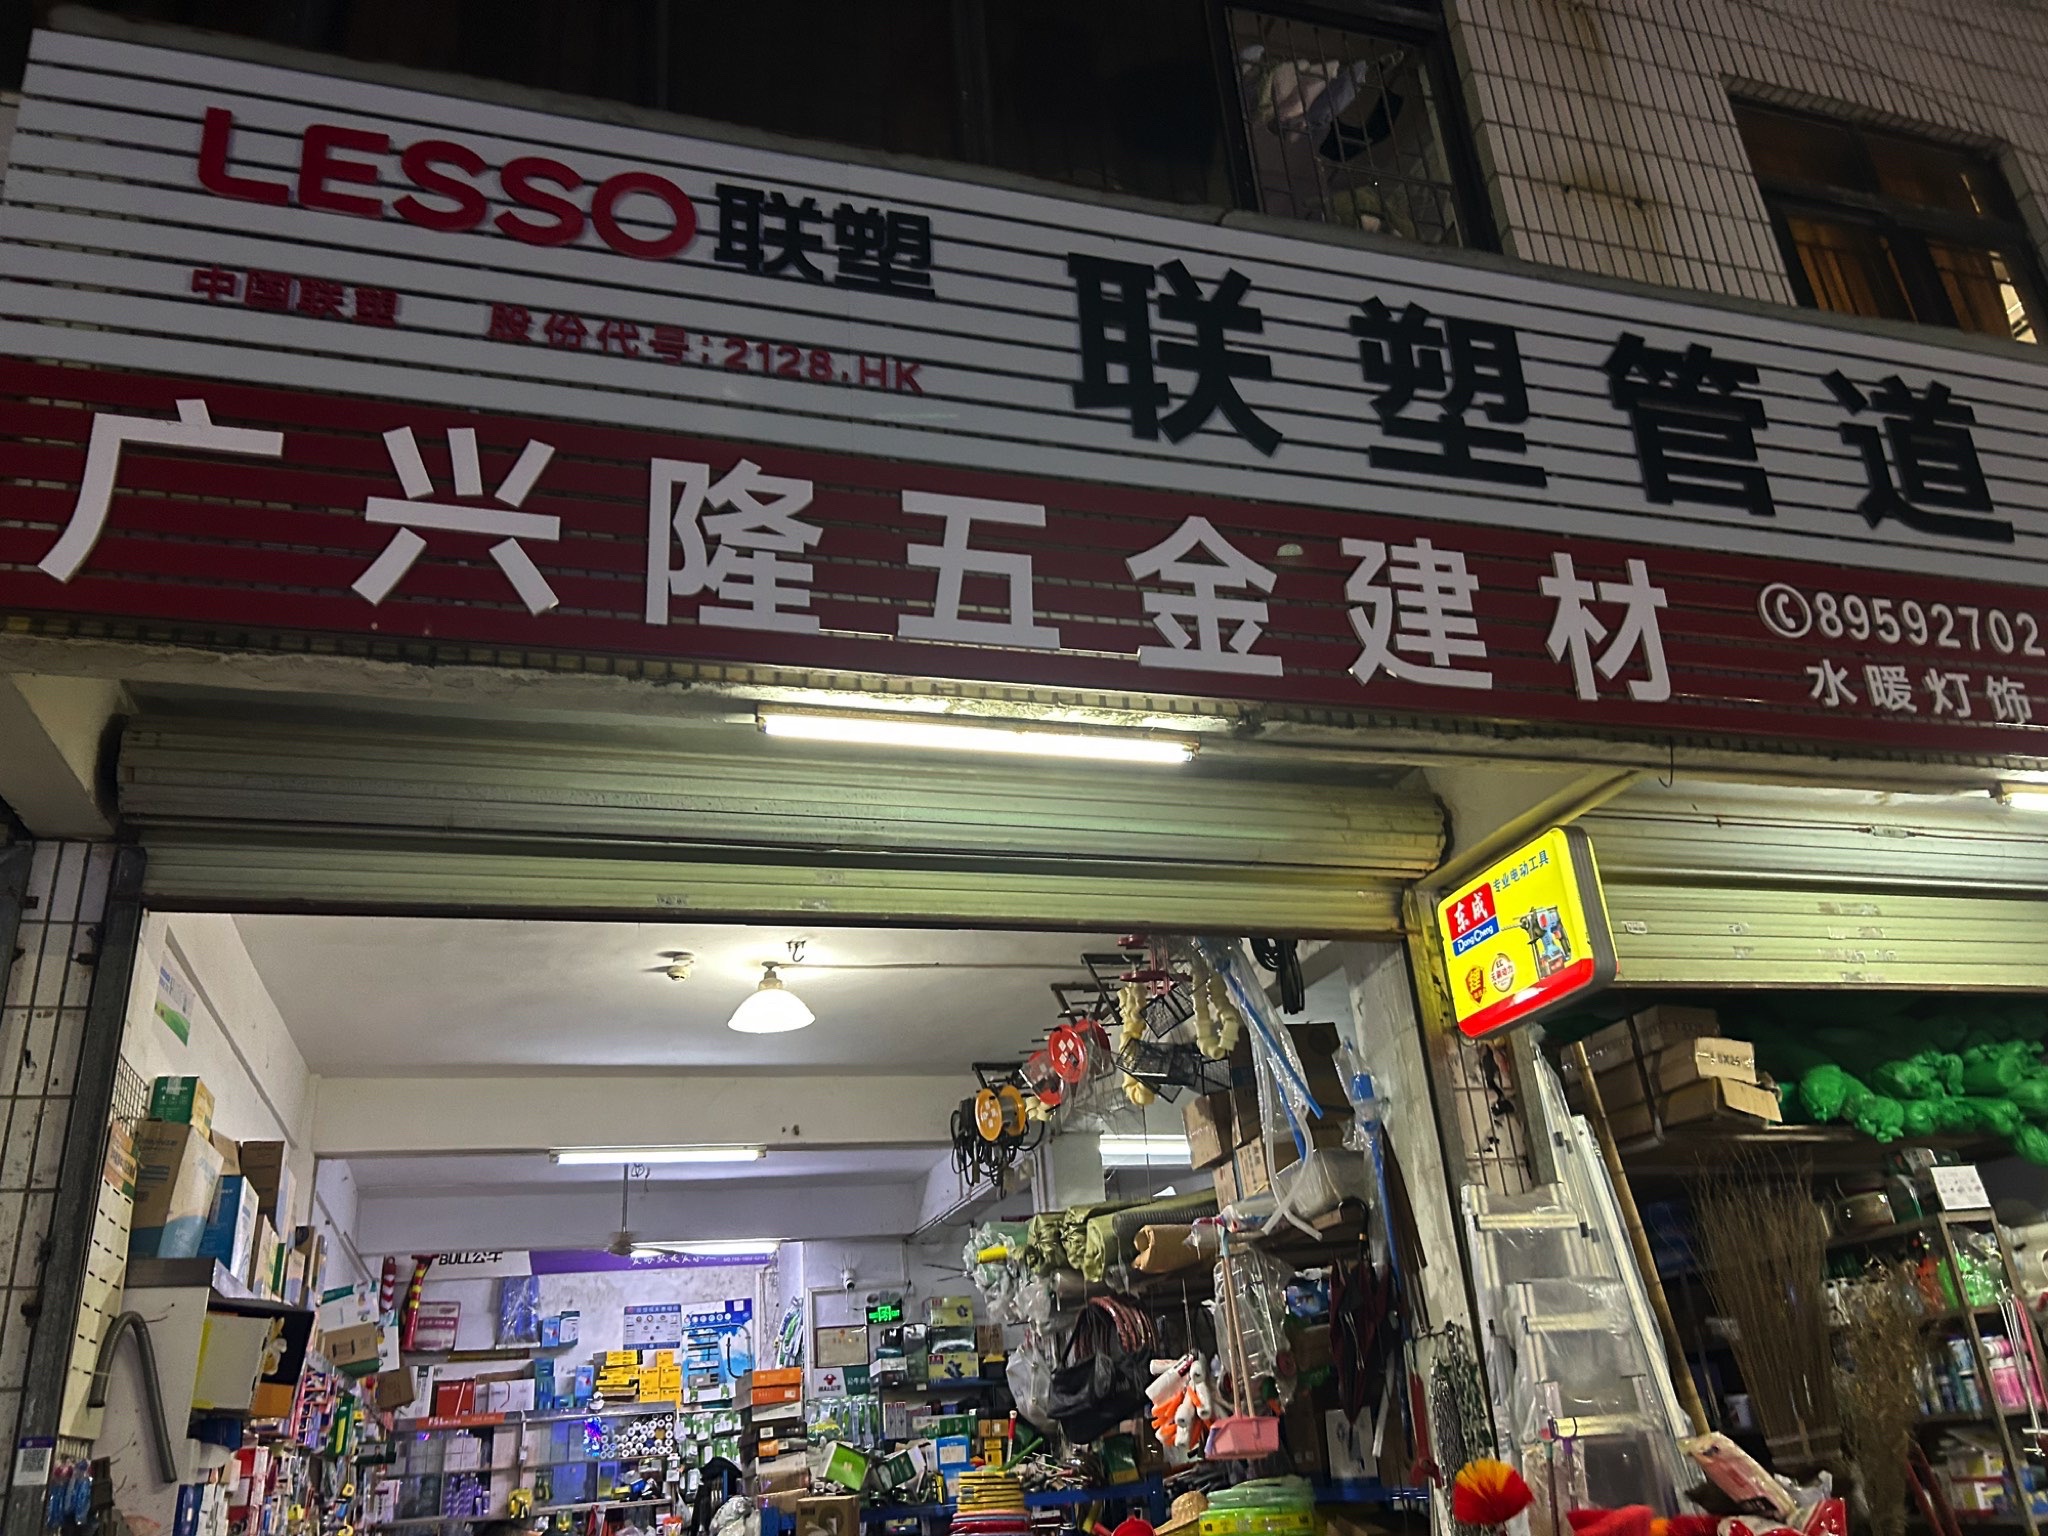 LESSO联塑
中国联塑 股份代号:2128.HK
联塑管道
广兴隆五金建材
89592702
水暖灯饰
专业电动工具
东成
DongCheng
BULL公牛
FSL